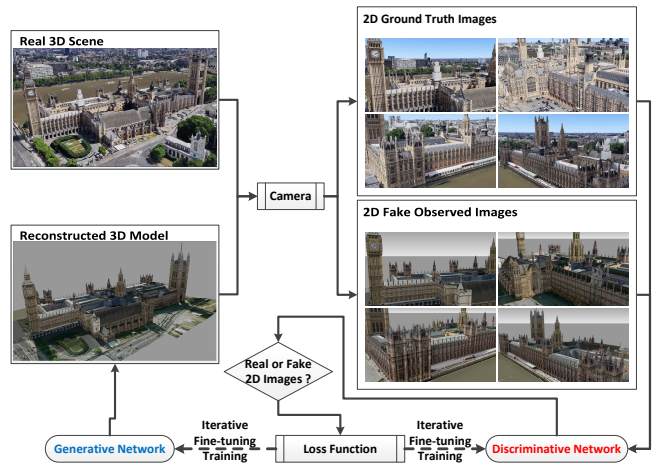 Real 3D Scene
2D Ground Truth Images
Camera
Reconstructed 3D Model
2D Fake Observed Images
Real or Fake
2D Images ?
Iterative
Fine-tuning
Training
Iterative
Fine-tuning
Training
Generative Network
Loss Function
Discriminative Network